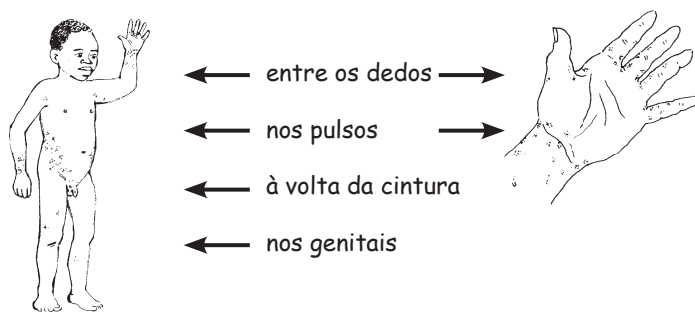 entre os dedos
nos pulsos
à volta da cintura
nos genitais